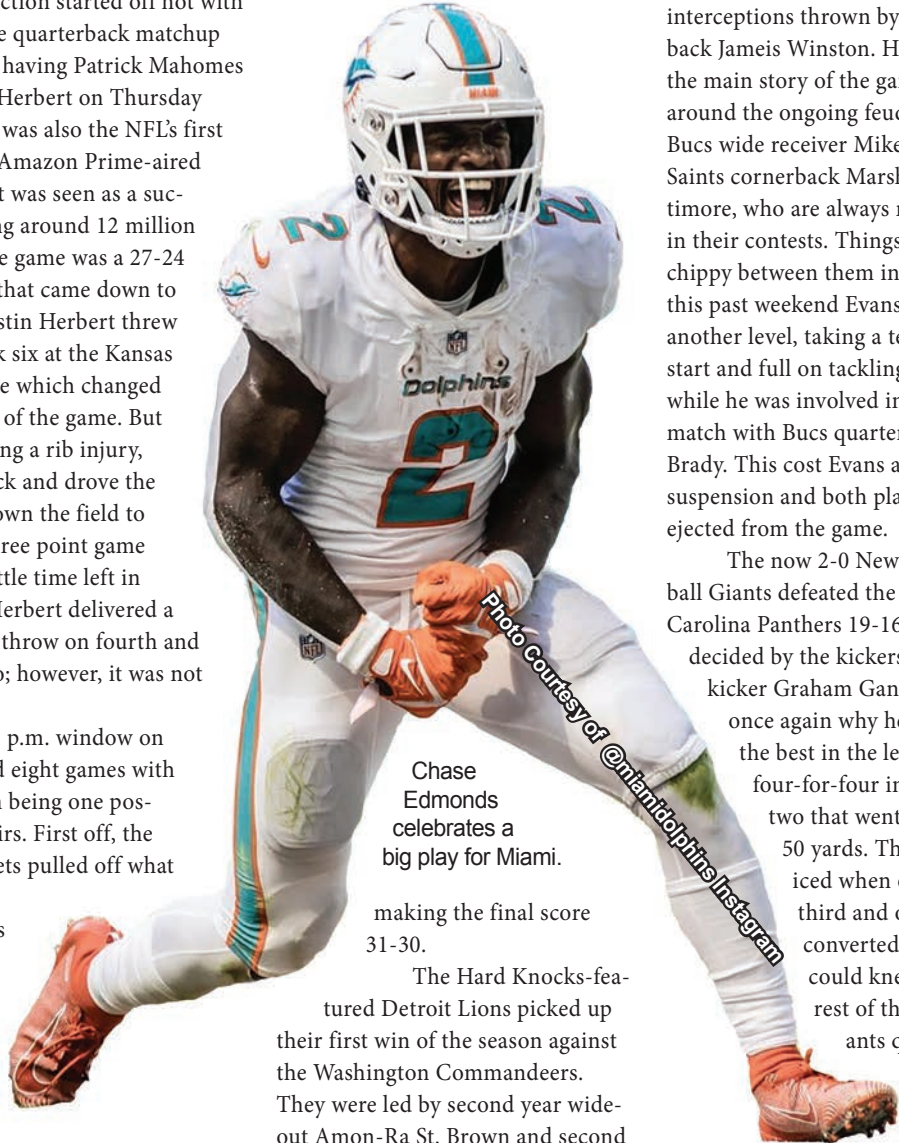 ction started off hot with
e quarterback matchup
having Patrick Mahomes
Herbert on Thursday
was also the NFL’s first
Amazon Prime-aired
t was seen as a suc-
ng around 12 million
e game was a 27-24
that came down to
stin Herbert threw
k six at the Kansas
e which changed
of the game. But
ng a rib injury,
ck and drove the
own the field to
ree point game
ttle time left in
Herbert delivered a
throw on fourth and
o; however, it was not
p.m. window on
d eight games with
n being one pos-
irs. First off, the
ets pulled off what
s
MIAMI
2
2
NFL
Dolphins
2
NFL
Photo Courtesy of @miamidolphins Instagram
Chase
Edmonds
celebrates a
big play for Miami.
making the final score
31-30.
The Hard Knocks-fea-
tured Detroit Lions picked up
their first win of the season against
the Washington Commanders.
They were led by second year wide-
out Amon-Ra St. Brown and second
interceptions thrown by
back Jameis Winston. H
the main story of the gam
around the ongoing feud
Bucs wide receiver Mike
Saints cornerback Marsh
timore, who are always m
in their contests. Things
chippy between them in
this past weekend Evans
another level, taking a te
start and full on tackling
while he was involved in
match with Bucs quarter
Brady. This cost Evans a
suspension and both pla
ejected from the game.
The now 2-0 New
ball Giants defeated the
Carolina Panthers 19-16
decided by the kickers
kicker Graham Gan
once again why he
the best in the le
four-for-four in
two that went
50 yards. Th
iced when
third and
converted
could kne
rest of th
ants q